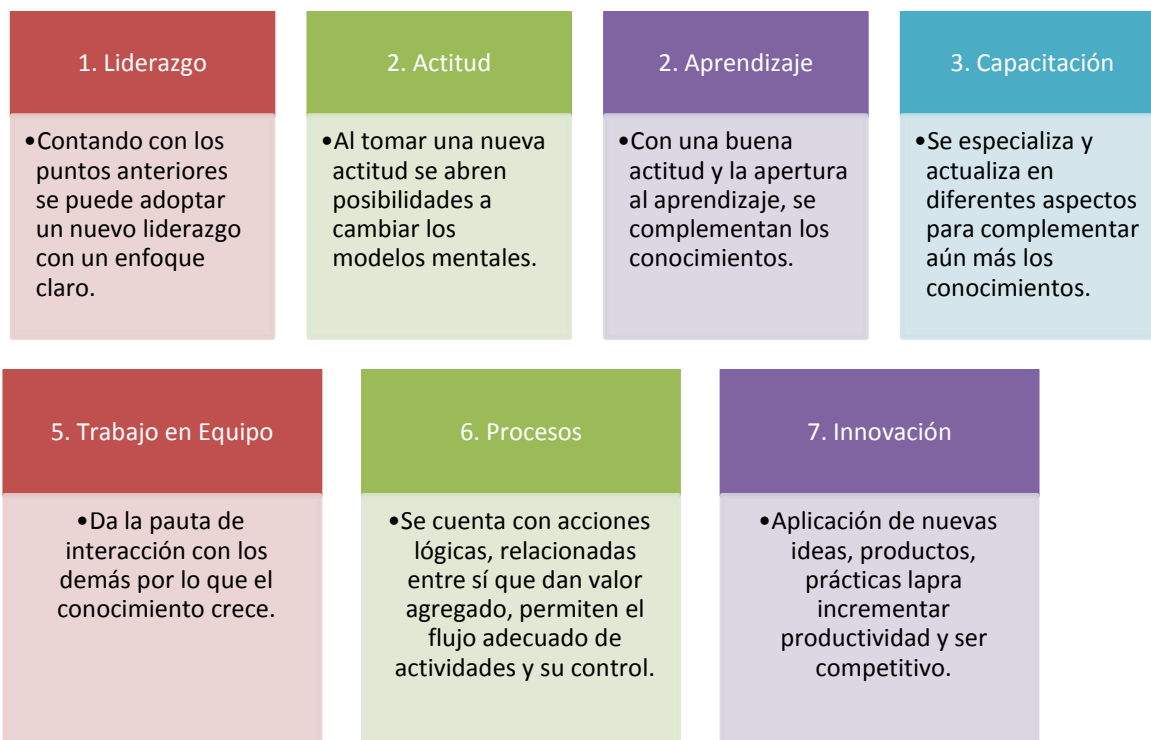 1. Liderazgo
•Contando con los
puntos anteriores
se puede adoptar
un nuevo liderazgo
con un enfoque
claro.
2. Actitud
•Al tomar una nueva
actitud se abren
posibilidades a
cambiar los
modelos mentales.
2. Aprendizaje
•Con una buena
actitud y la apertura
al aprendizaje, se
complementan los
conocimientos.
3. Capacitación
•Se especializa y
actualiza en
diferentes aspectos
para complementar
aún más los
conocimientos.
5. Trabajo en Equipo
•Da la pauta de
interacción con los
demás por lo que el
conocimiento crece.
6. Procesos
•Se cuenta con acciones
lógicas, relacionadas
entre sí que dan valor
agregado, permiten el
flujo adecuado de
actividades y su control.
7. Innovación
•Aplicación de nuevas
ideas, productos,
prácticas lapra
incrementar
productividad y ser
competitivo.